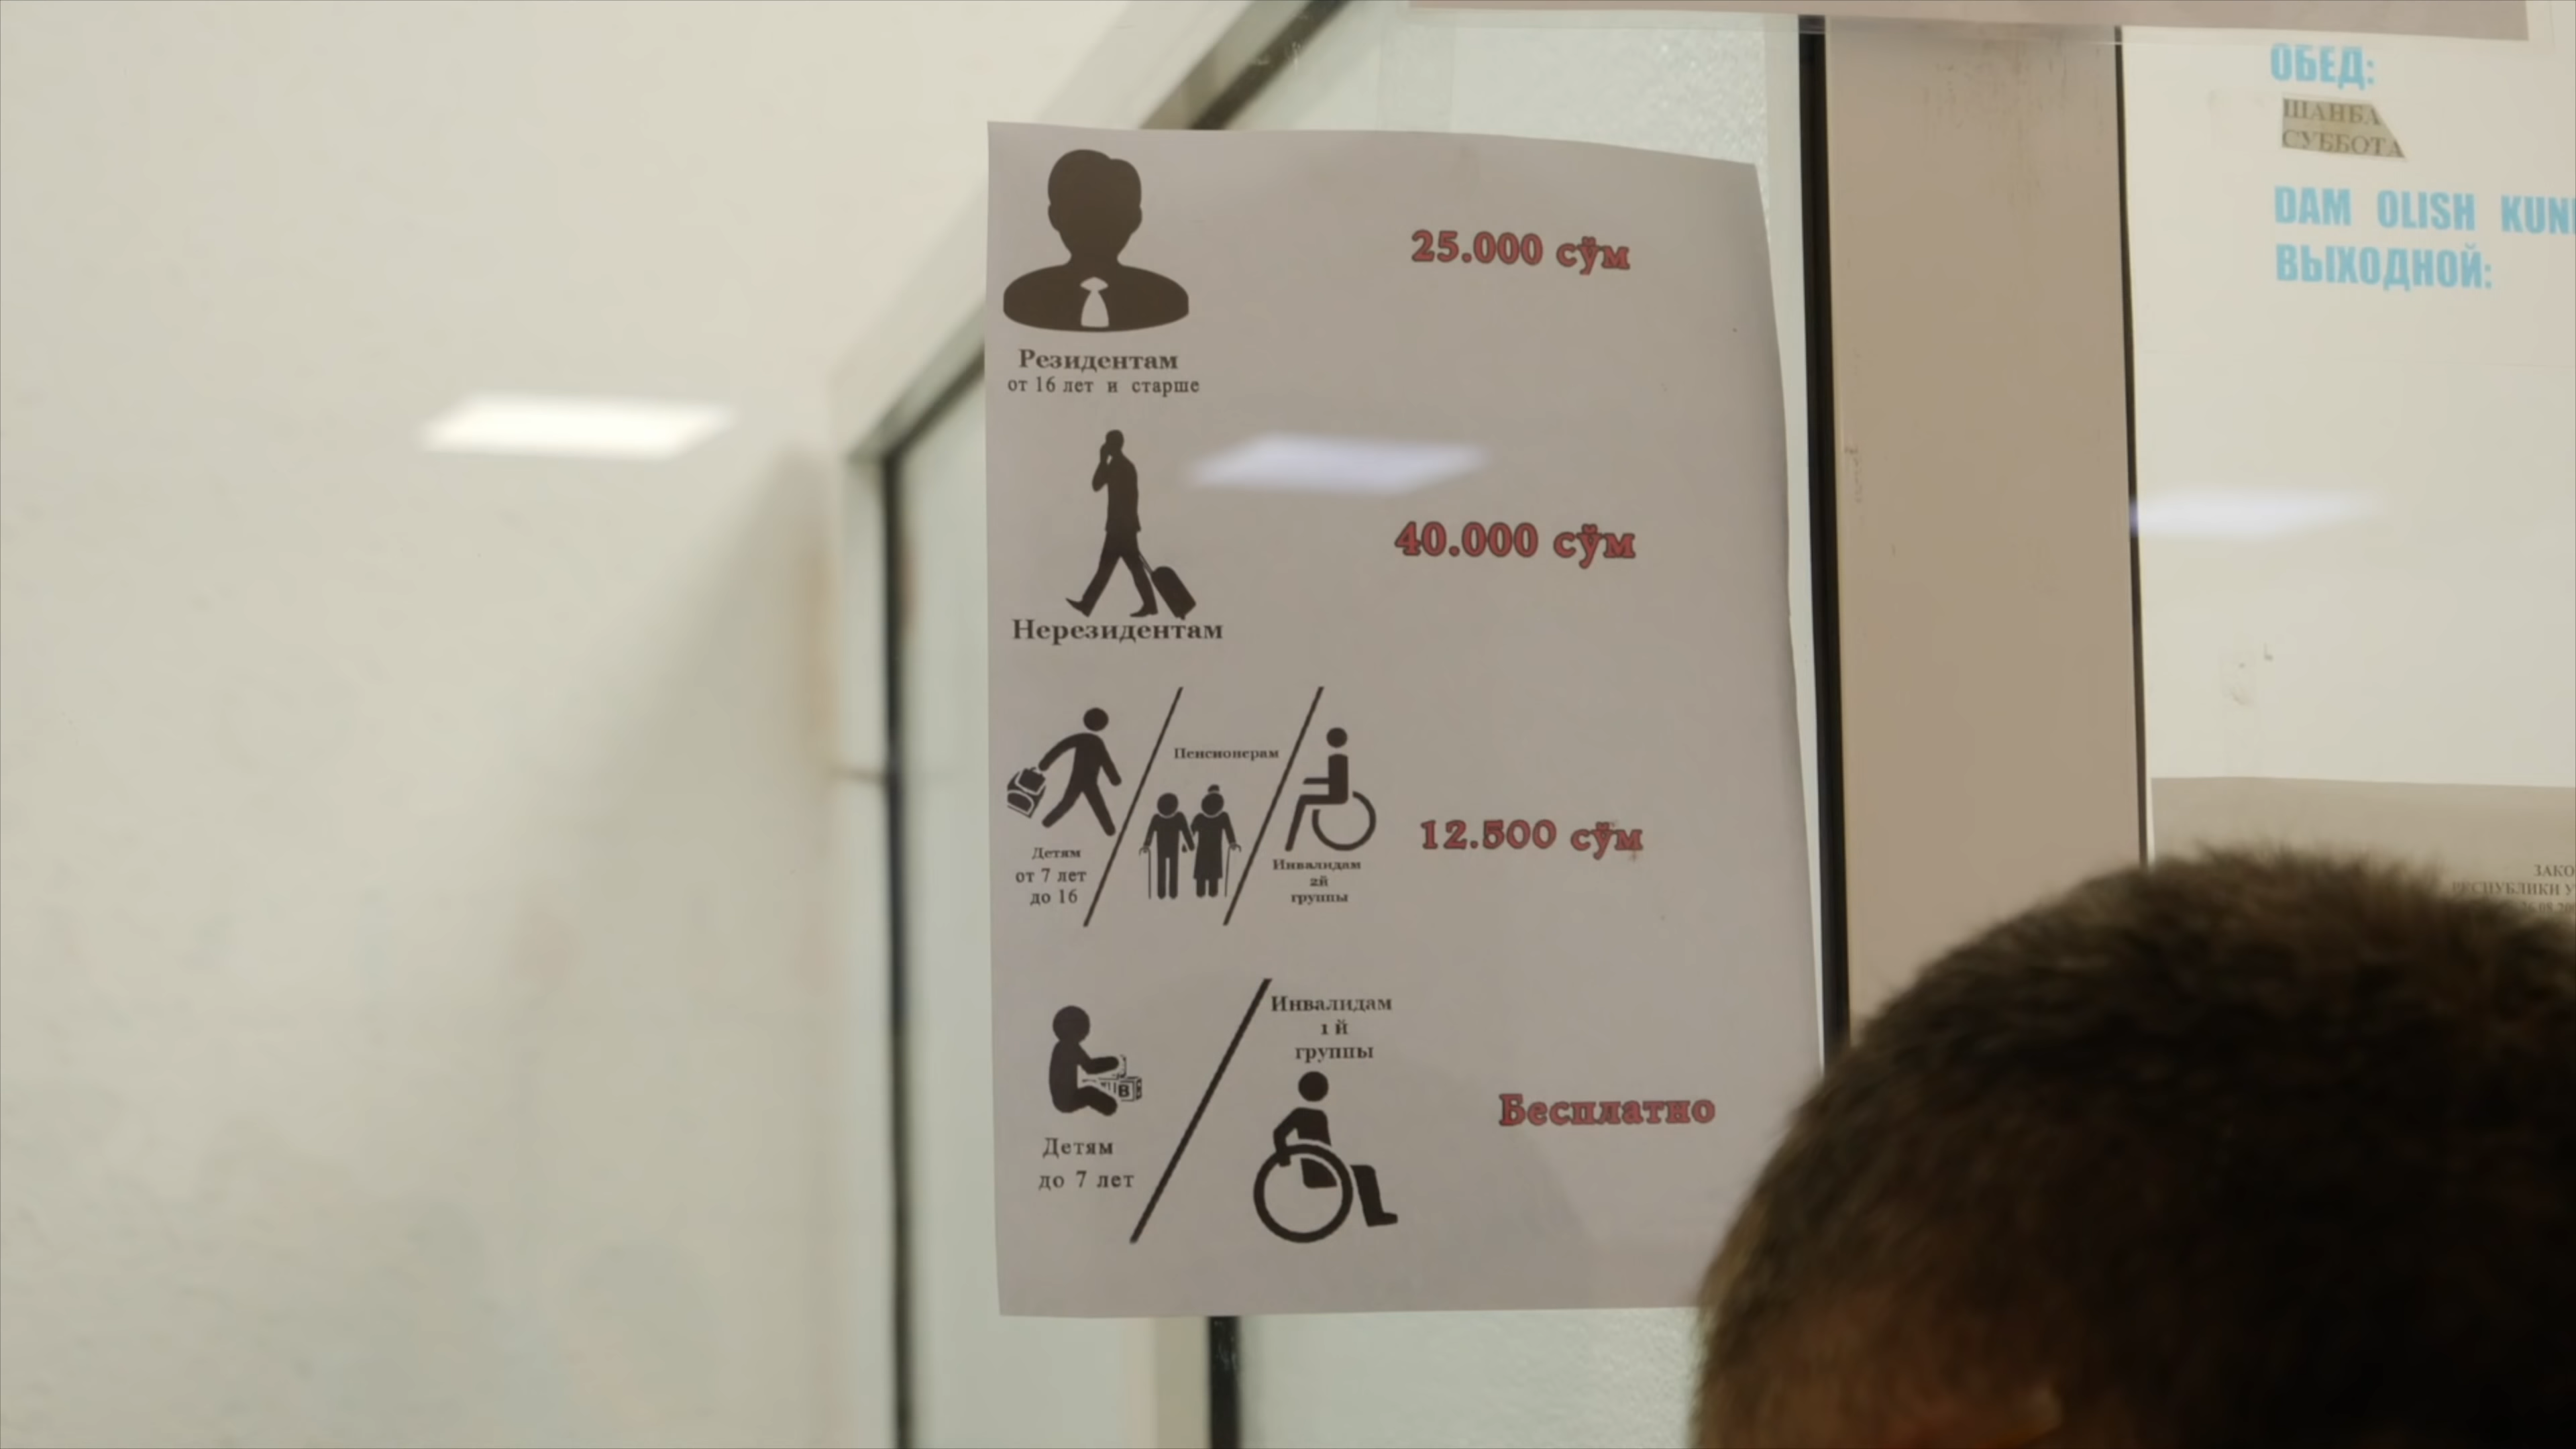 25.000 сўм
Резидентам
от 16 лет и старше
40.000 сўм
Нерезидентам
Детям
от 7 лет
до 16
Пенсионерам
Инвалидам
2й
группы
12.500 сўм
Детям
до 7 лет
Инвалидам
1 й
группы
Бесплатно
ОБЕД:
ШАНБА
СУББОТА
DAM OLISH KUN
ВЫХОДНОЙ:
ЗАКО
РЕСПУБЛИКИ У